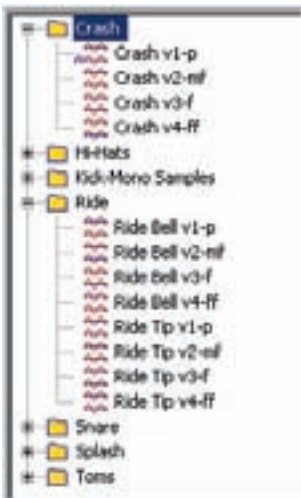 Crash
Crash v1-p
Crash v2-mf
Crash v3-f
Crash v4-ff
Hi-Hats
Kick-Mono Samples
Ride
Ride Bell v1-p
Ride Bell v2-mf
Ride Bell v3-f
Ride Bell v4-ff
Ride Tip v1-p
Ride Tip v2-mf
Ride Tip v3-f
Ride Tip v4-ff
Snare
Splash
Toms